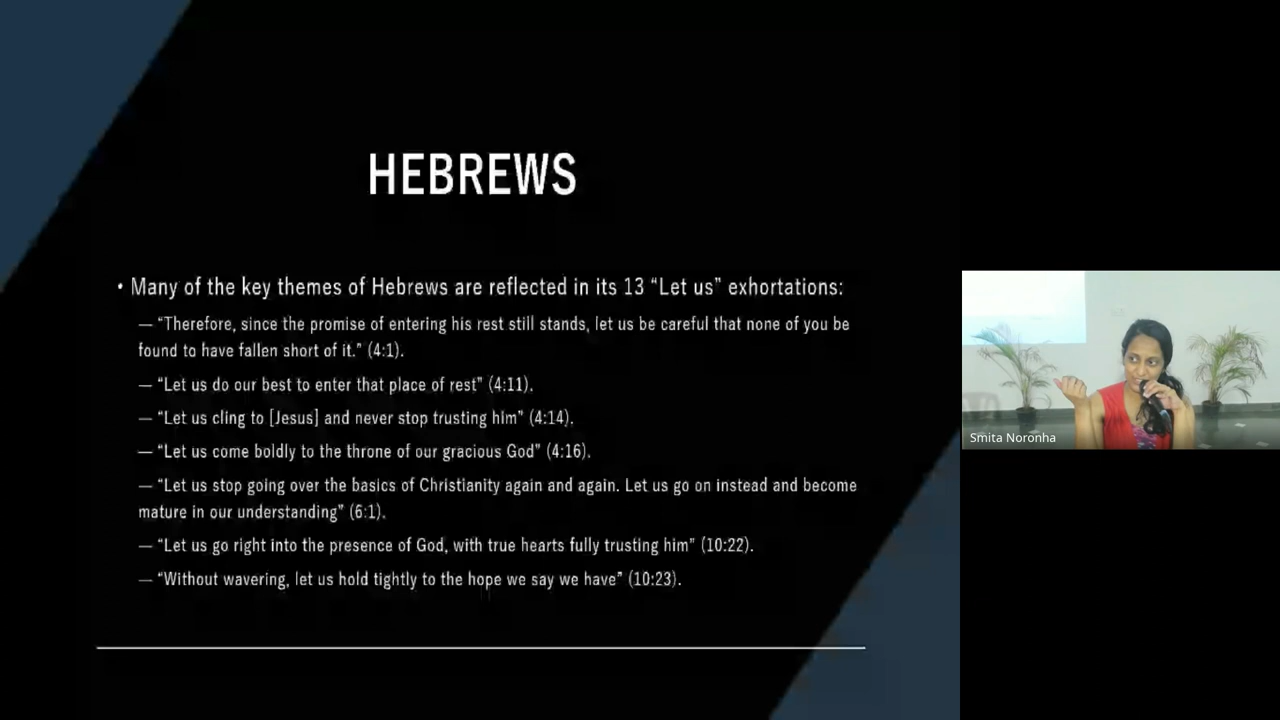 HEBREWS
• Many of the key themes of Hebrews are reflected in its 13 “Let us” exhortations:
— “Therefore, since the promise of entering his rest still stands, let us be careful that none of you be
found to have fallen short of it.” (4:1).
— “Let us do our best to enter that place of rest” (4:11).
— “Let us cling to [Jesus] and never stop trusting him” (4:14).
— “Let us come boldly to the throne of our gracious God” (4:16).
— “Let us stop going over the basics of Christianity again and again. Let us go on instead and become
mature in our understanding” (6:1).
— “Let us go right into the presence of God, with true hearts fully trusting him” (10:22).
— “Without wavering, let us hold tightly to the hope we say we have” (10:23).
Smita Noronha